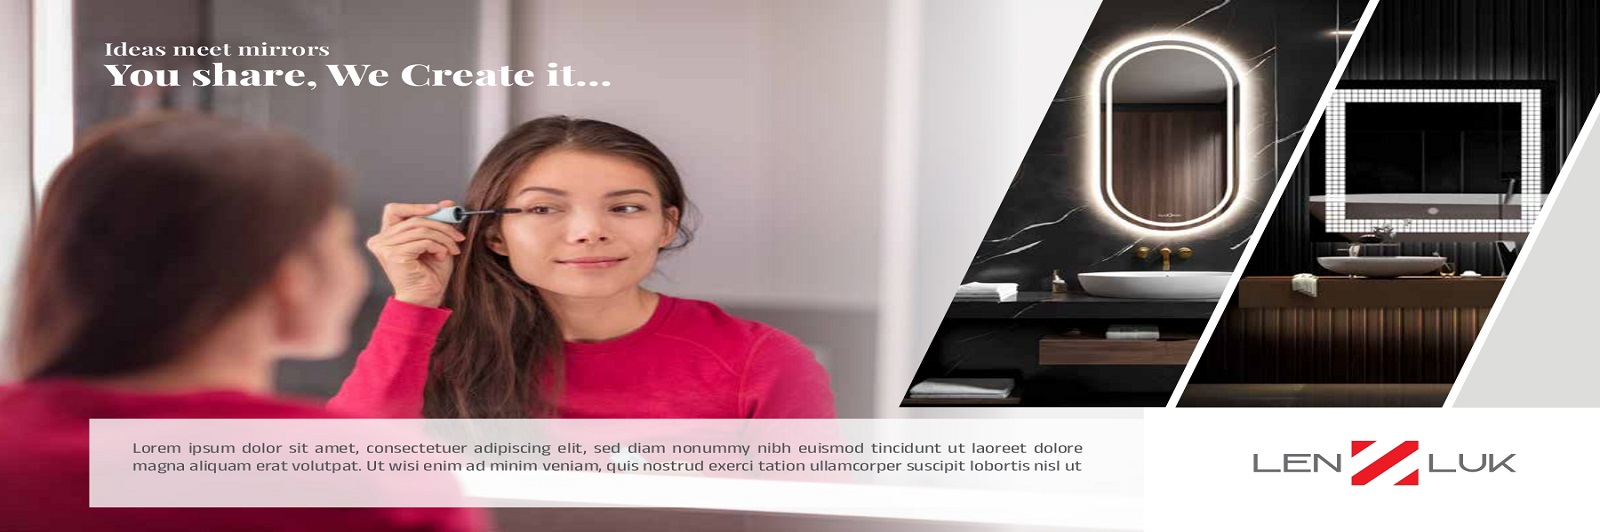 Ideas meet mirrors
You share, We Create it...
Lorem ipsum dolor sit amet, consectetuer adipiscing elit, sed diam nonummy nibh euismod tincidunt ut laoreet dolore
magna aliquam erat volutpat. Ut wisi enim ad minim veniam, quis nostrud exerci tation ullamcorper suscipit lobortis nisl ut
LEN LUK